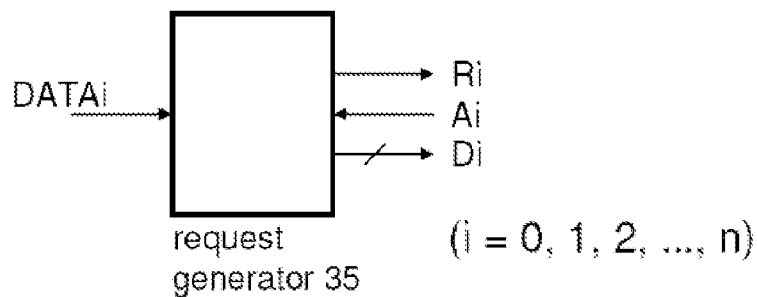 DATAi
Ri
Ai
Di
request
generator 35
(i = 0, 1, 2, ..., n)